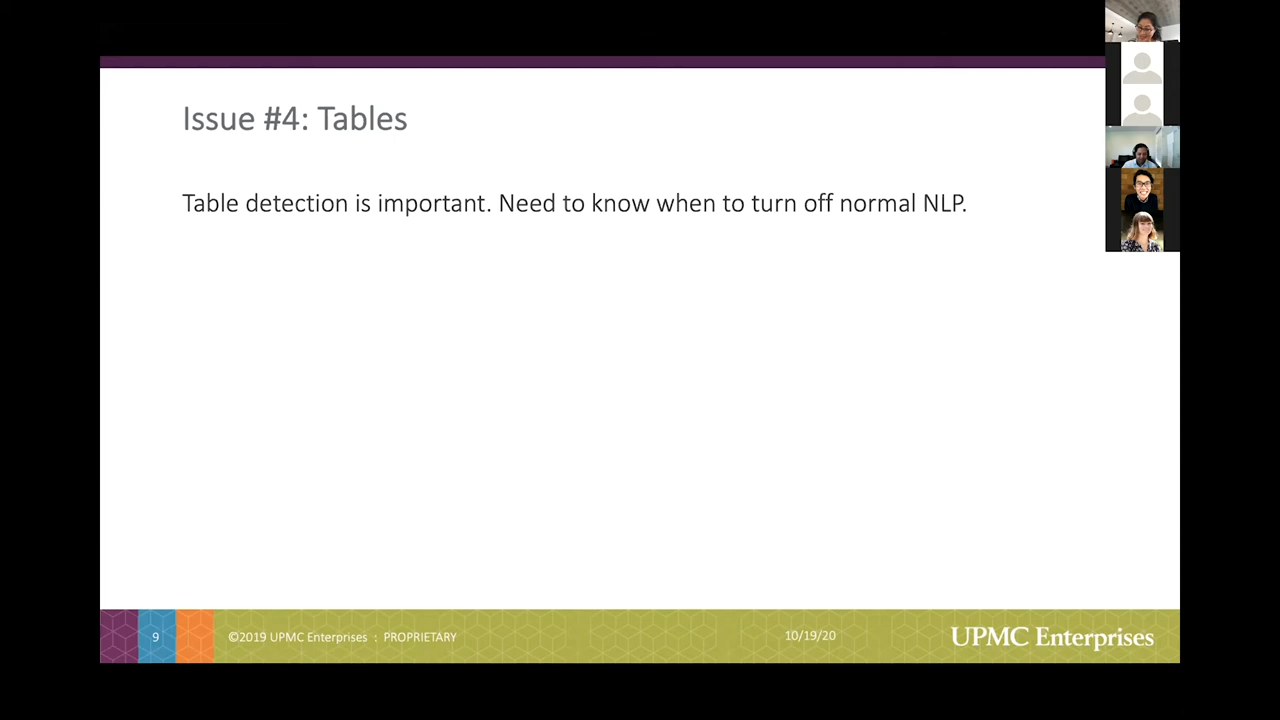 Issue #4: Tables
Table detection is important. Need to know when to turn off normal NLP.
9
©2019 UPMC Enterprises : PROPRIETARY
10/19/20
UPMC Enterprises